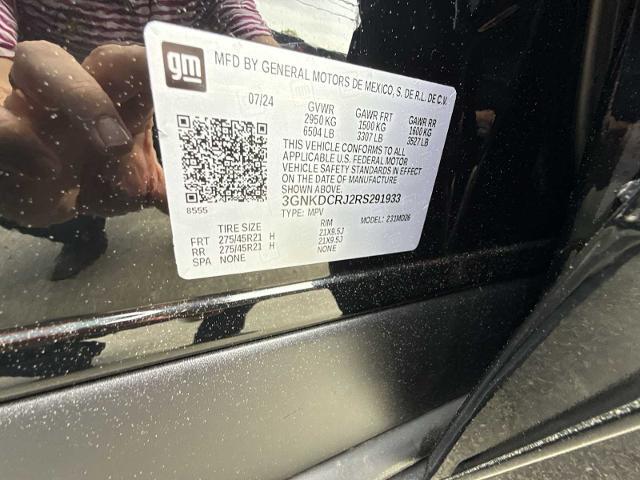 gm
MFD BY GENERAL MOTORS DE MEXICO, S. DE R.L. DE C.V.
07/24 GVWR GAWR FRT GAWR RR
2950 KG 1500 KG 1600 KG
6504 LB 3307 LB 3527 LB
THIS VEHICLE CONFORMS TO ALL
APPLICABLE U.S. FEDERAL MOTOR
VEHICLE SAFETY STANDARDS IN EFFECT
ON THE DATE OF MANUFACTURE
SHOWN ABOVE.
8555 3GNKDCRJ2RS291933
TYPE: MPV MODEL: 231MO26
TIRE SIZE RIM
FRT 275/45R21 H 21X9.5J
RR 275/45R21 H 21X9.5J
SPA NONE NONE